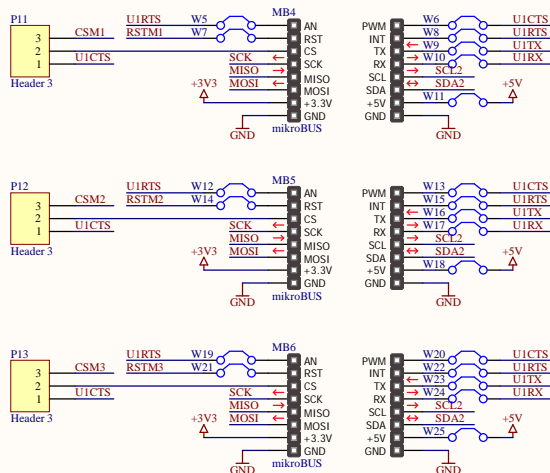 P11 MB4
U1RTS W5 AN PWM W6 U1CTS
3 CSM1 RSTM1 W7 RST INT W8 U1RTS
2 CS TX W9 U1TX
1 U1CTS SCK SCK RX W10 U1RX
Header 3 MISO MISO SCL SCL2
MOSI MOSI SDA SDA2
+3V3 +3.3V +5V W11 +5V
GND GND
GND mikroBUS GND
P12 MB5
U1RTS W12 AN PWM W13 U1CTS
3 CSM2 RSTM2 W14 RST INT W15 U1RTS
2 CS TX W16 U1TX
1 U1CTS SCK SCK RX W17 U1RX
Header 3 MISO MISO SCL SCL2
MOSI MOSI SDA SDA2
+3V3 +3.3V +5V W18 +5V
GND GND
GND mikroBUS GND
P13 MB6
U1RTS W19 AN PWM W20 U1CTS
3 CSM3 RSTM3 W21 RST INT W22 U1RTS
2 CS TX W23 U1TX
1 U1CTS SCK SCK RX W24 U1RX
Header 3 MISO MISO SCL SCL2
MOSI MOSI SDA SDA2
+3V3 +3.3V +5V W25 +5V
GND GND
GND mikroBUS GND